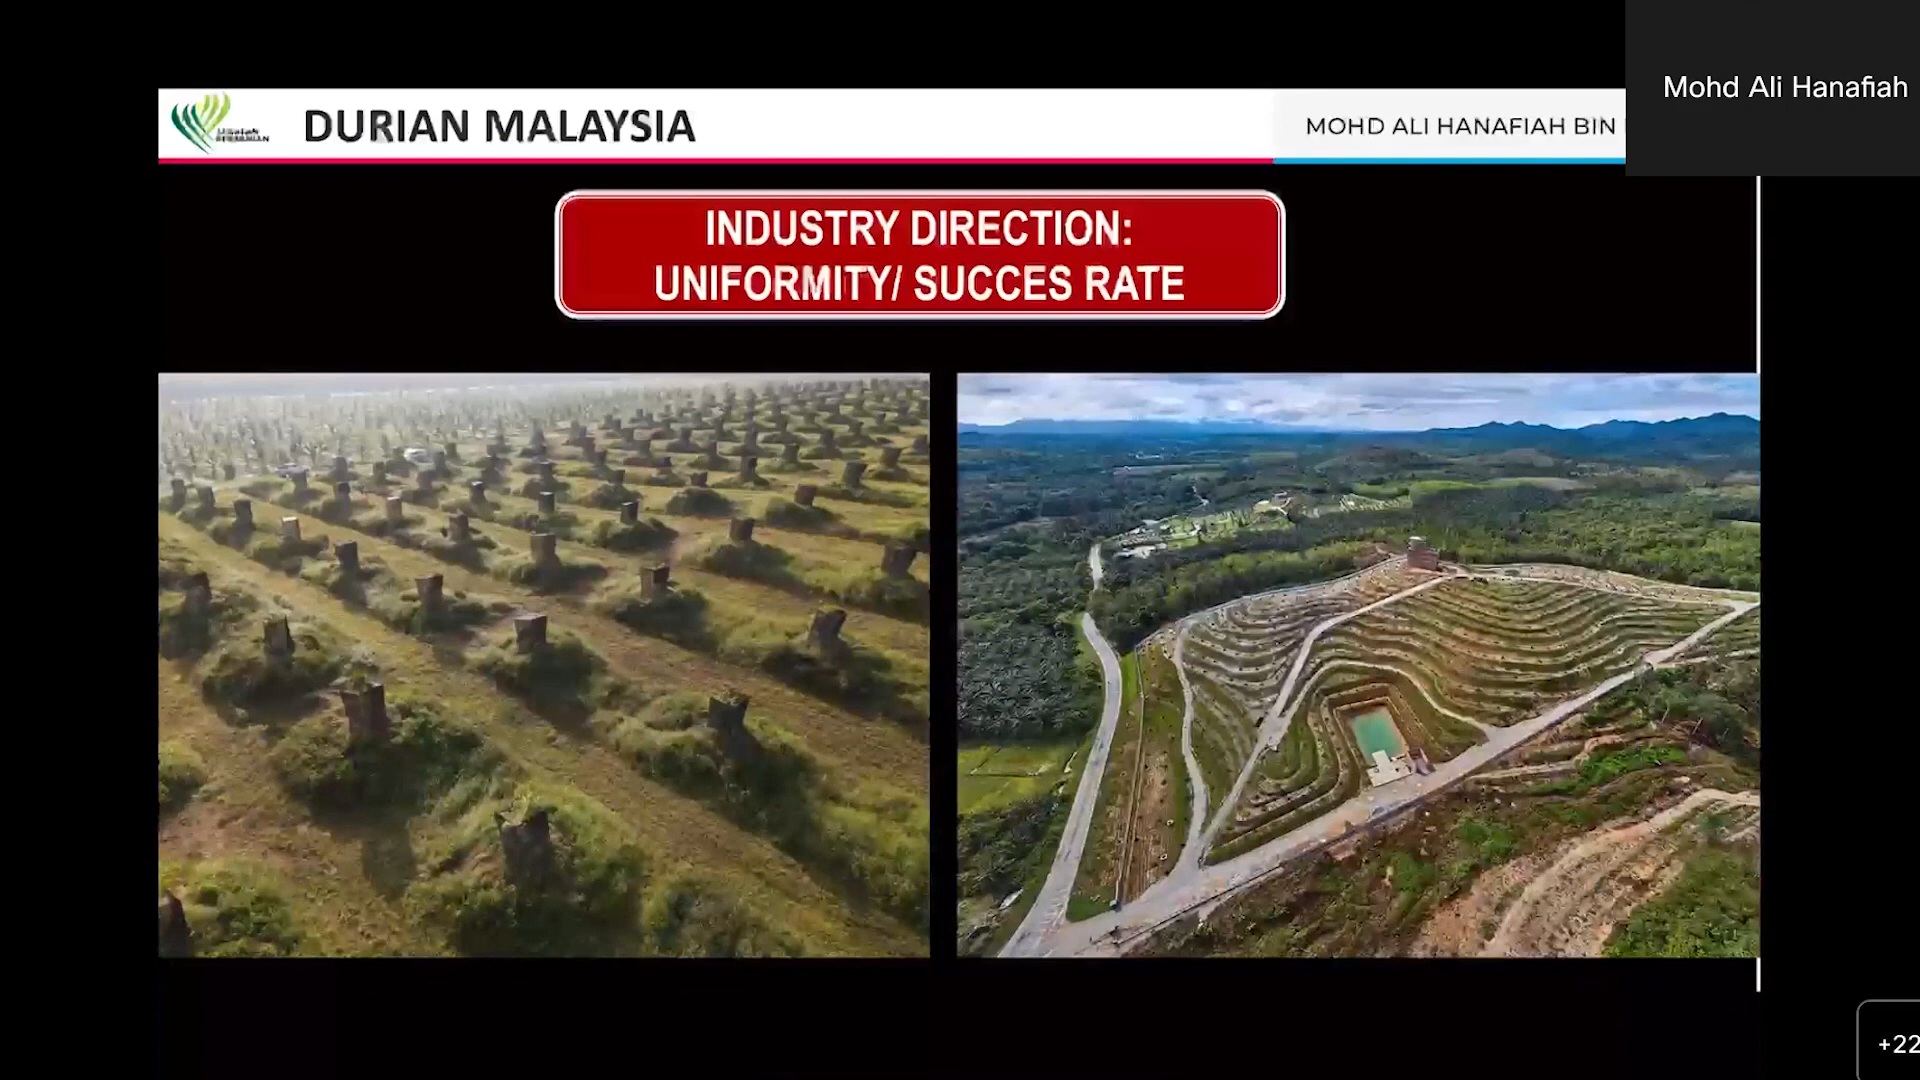 Mohd Ali Hanafiah
DURIAN MALAYSIA
MOHD ALI HANAFIAH BIN
INDUSTRY DIRECTION:
UNIFORMITY/ SUCCES RATE
+22